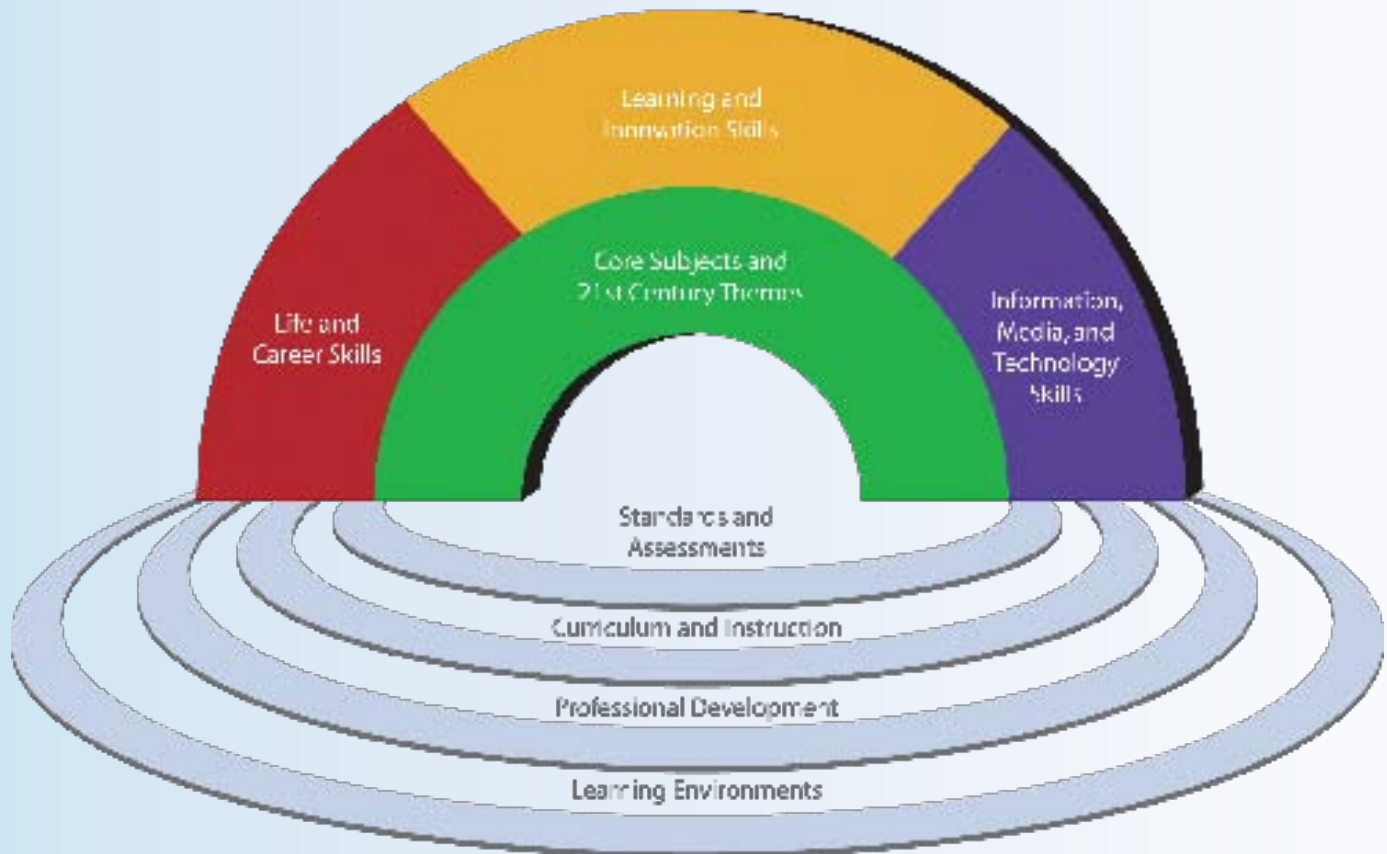 Learning and
Innovation Skills
Core Subjects and
21st Century Themes
Life and
Career Skills
Information,
Media, and
Technology
Skills
Standards and
Assessments
Curriculum and Instruction
Professional Development
Learning Environments